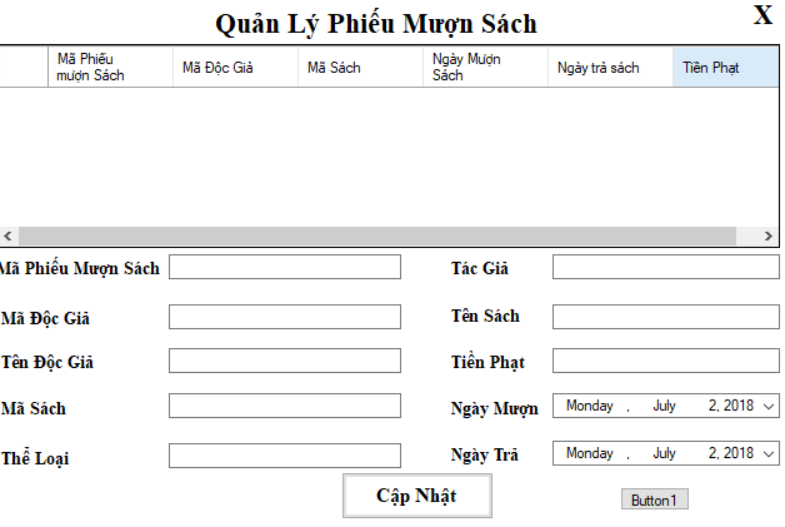 Quản Lý Phiếu Mượn Sách
X
Mã Phiếu
mượn Sách
Mã Độc Giả
Mã Sách
Ngày Mượn
Sách
Ngày trả sách
Tiền Phạt
Mã Phiếu Mượn Sách
Tác Giả
Mã Độc Giả
Tên Sách
Tên Độc Giả
Tiền Phạt
Mã Sách
Ngày Mượn
Monday , July 2, 2018
Thể Loại
Ngày Trả
Monday , July 2, 2018
Cập Nhật
Button1